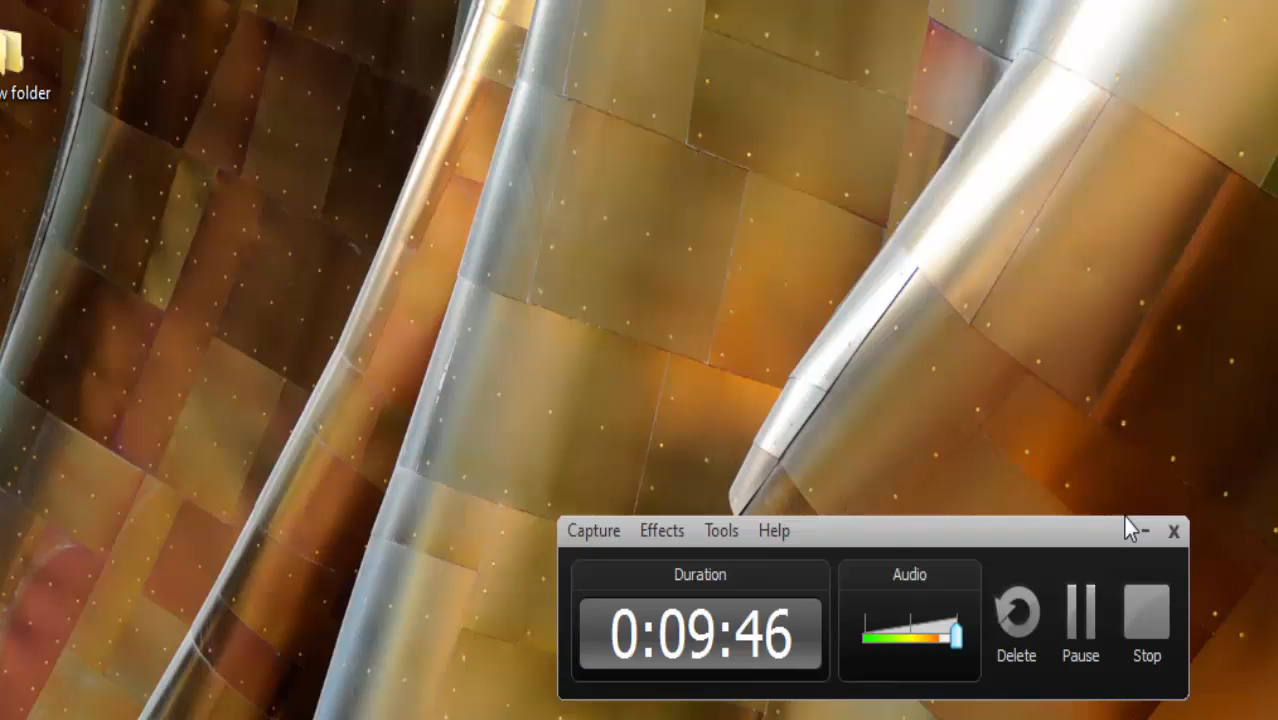 w folder
Capture Effects Tools Help
Duration
Audio
0:09:46
Delete Pause Stop